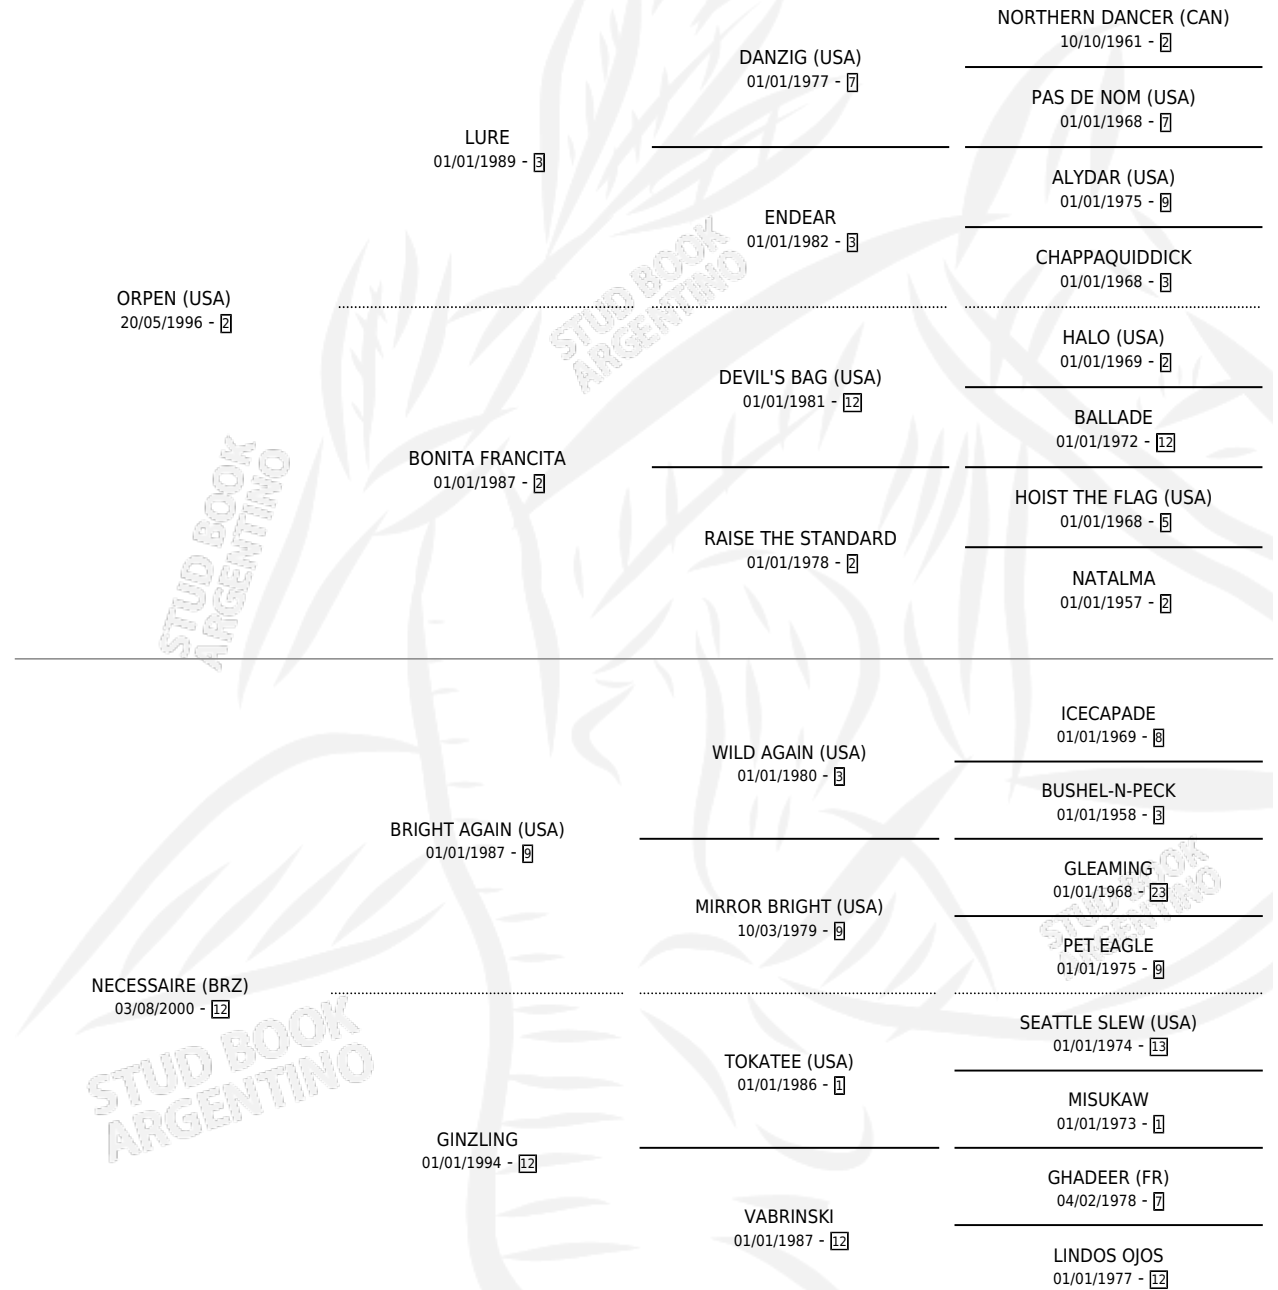 NORTHERN DANCER (CAN)
10/10/1961 - 2
DANZIG (USA)
01/01/1977 - 7
PAS DE NOM (USA)
01/01/1968 - 7
LURE
01/01/1989 - 3
ALYDAR (USA)
01/01/1975 - 9
ENDEAR
01/01/1982 - 3
CHAPPAQUIDDICK
01/01/1968 - 3
ORPEN (USA)
20/05/1996 - 2
HALO (USA)
01/01/1969 - 2
DEVIL'S BAG (USA)
01/01/1981 - 12
BALLADE
01/01/1972 - 12
BONITA FRANCITA
01/01/1987 - 2
HOIST THE FLAG (USA)
01/01/1968 - 5
RAISE THE STANDARD
01/01/1978 - 2
NATALMA
01/01/1957 - 2
STUD BOOK
ARGENTINO
STUD BOOK
ARGENTINO
ICECAPADE
01/01/1969 - 8
WILD AGAIN (USA)
01/01/1980 - 3
BUSHEL-N-PECK
01/01/1958 - 3
BRIGHT AGAIN (USA)
01/01/1987 - 9
GLEAMING
01/01/1968 - 23
MIRROR BRIGHT (USA)
10/03/1979 - 9
PET EAGLE
01/01/1975 - 9
NECESSAIRE (BRZ)
03/08/2000 - 12
SEATTLE SLEW (USA)
01/01/1974 - 13
TOKATEE (USA)
01/01/1986 - 1
MISUKAW
01/01/1973 - 1
GINZLING
01/01/1994 - 12
GHADEER (FR)
04/02/1978 - 7
VABRINSKI
01/01/1987 - 12
LINDOS OJOS
01/01/1977 - 12
STUD BOOK
ARGENTINO
STUD BOOK
ARGENTINO